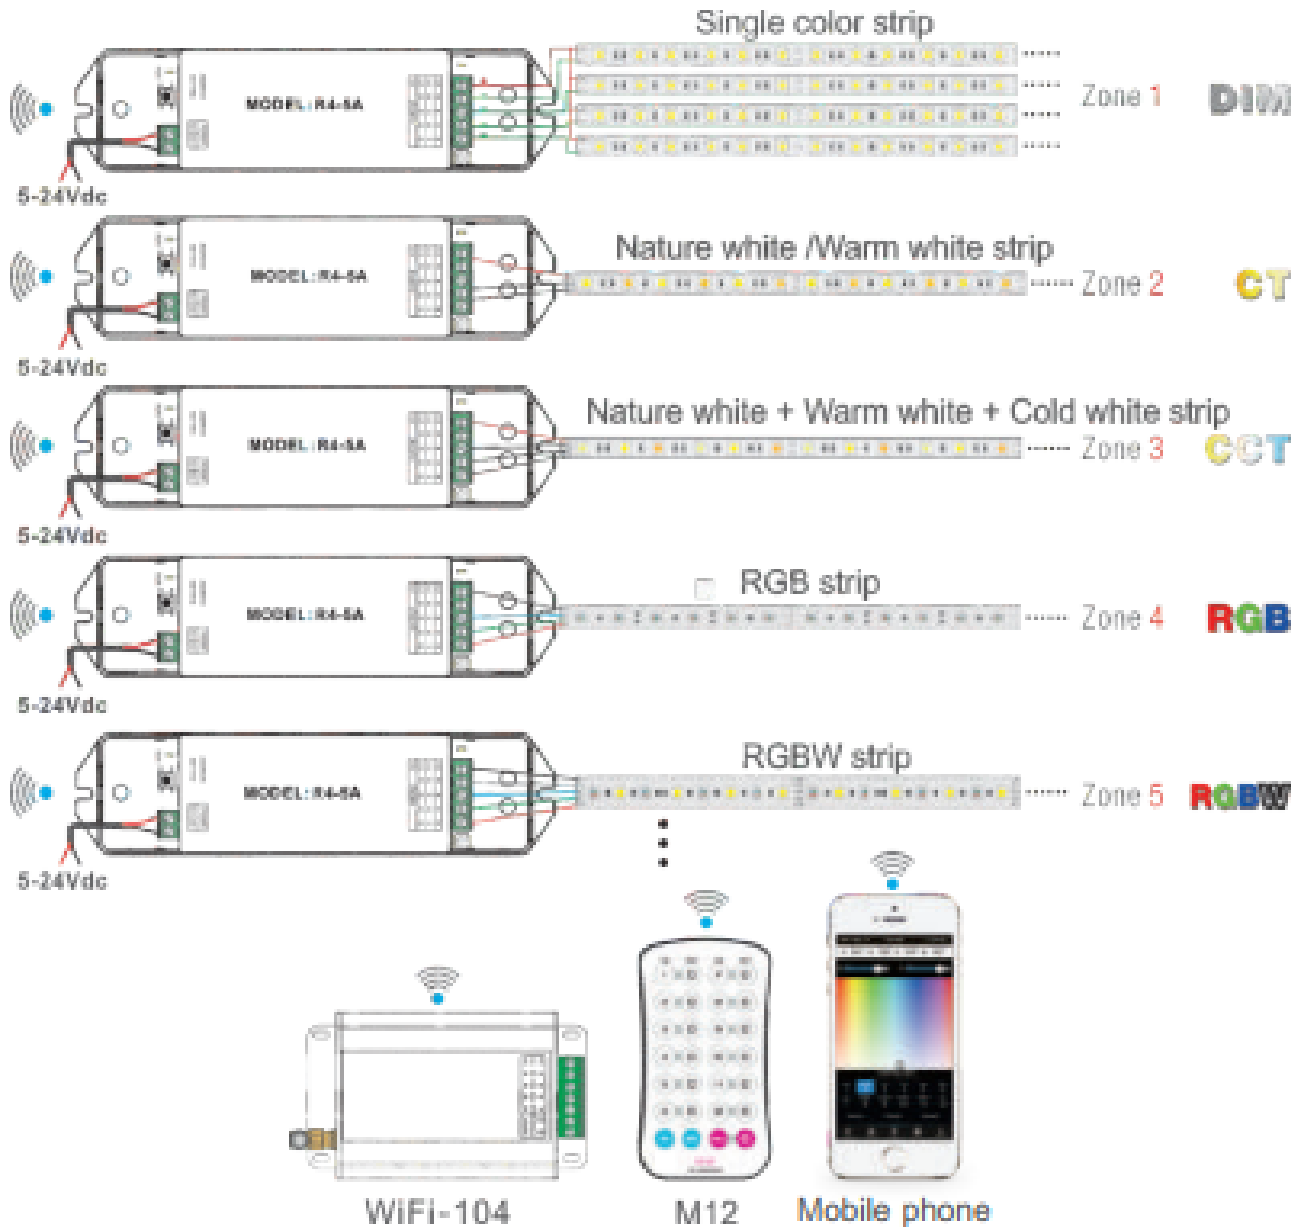 Single color strip
MODEL:R4-5A
Zone 1
DIM
5-24Vdc
Nature white /Warm white strip
MODEL:R4-5A
Zone 2
CT
5-24Vdc
Nature white + Warm white + Cold white strip
MODEL:R4-5A
Zone 3
CCT
5-24Vdc
RGB strip
MODEL:R4-5A
Zone 4
RGB
5-24Vdc
RGBW strip
MODEL:R4-5A
Zone 5
RGBW
5-24Vdc
WiFi-104
M12
Mobile phone